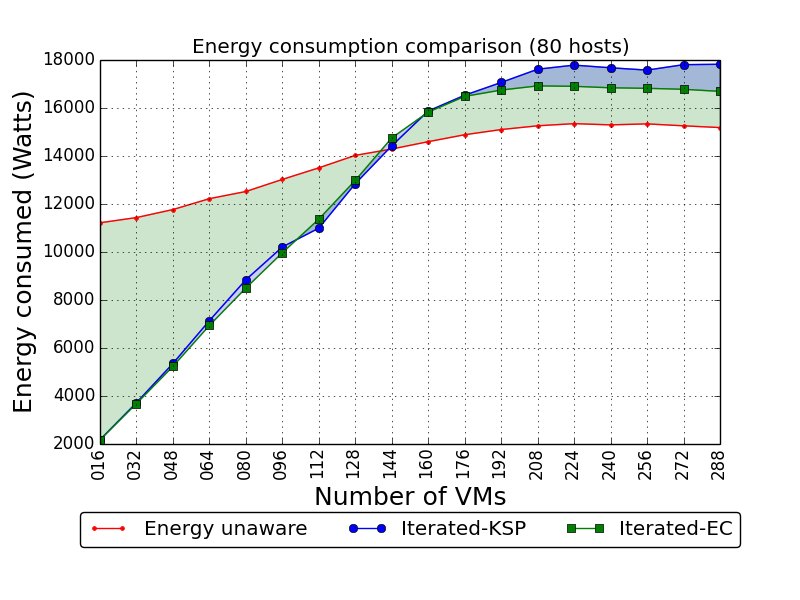 Energy consumption comparison (80 hosts)
Energy consumed (Watts)
18000
16000
14000
12000
10000
8000
6000
4000
2000
016 032 048 064 080 096 112 128 144 160 176 192 208 224 240 256 272 288
Number of VMs
Energy unaware Iterated-KSP Iterated-EC